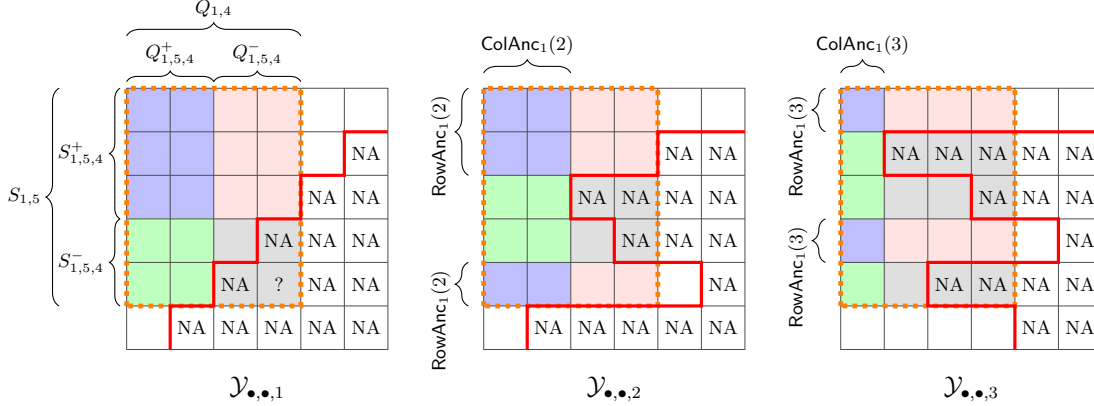 Q_{1,4}
Q^+_{1,5,4} Q^-_{1,5,4} ColAnc_1(2) ColAnc_1(3)
S_{1,5}
S^+_{1,5,4}
S^-_{1,5,4}
NA
NA NA
NA NA NA
NA ? NA NA
NA NA NA NA NA
𝒴_{•,•,1}
RowAnc_1(2)
RowAnc_1(2)
NA NA
NA NA NA NA
NA NA NA
NA
NA NA NA NA NA
𝒴_{•,•,2}
RowAnc_1(3)
RowAnc_1(3)
NA NA NA NA NA
NA NA NA
NA
NA NA NA NA
NA NA
𝒴_{•,•,3}